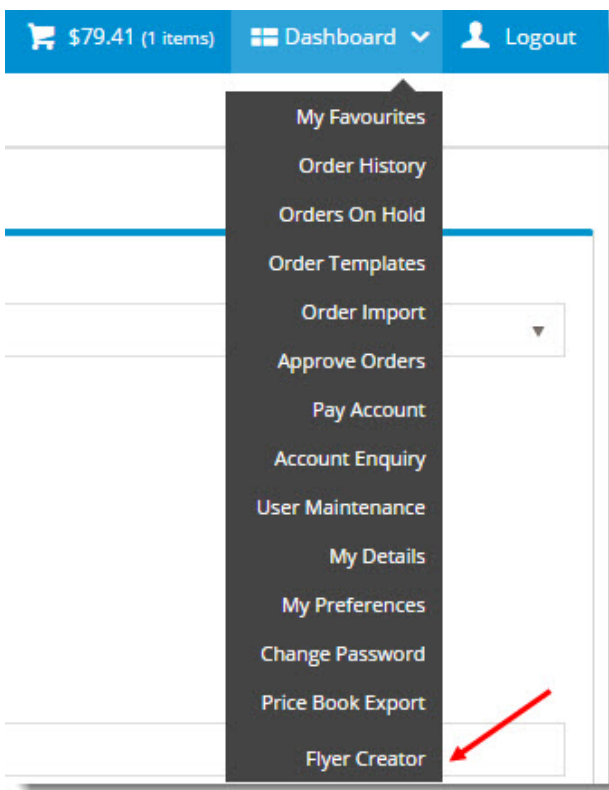 $79.41 (1 items) Dashboard Logout
My Favourites
Order History
Orders On Hold
Order Templates
Order Import
Approve Orders
Pay Account
Account Enquiry
User Maintenance
My Details
My Preferences
Change Password
Price Book Export
Flyer Creator